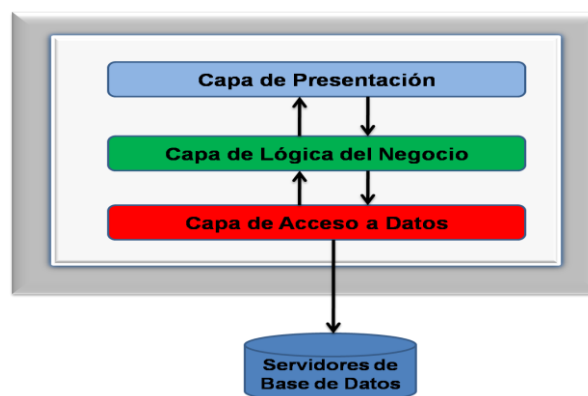 Capa de Presentación
Capa de Lógica del Negocio
Capa de Acceso a Datos
Servidores de
Base de Datos